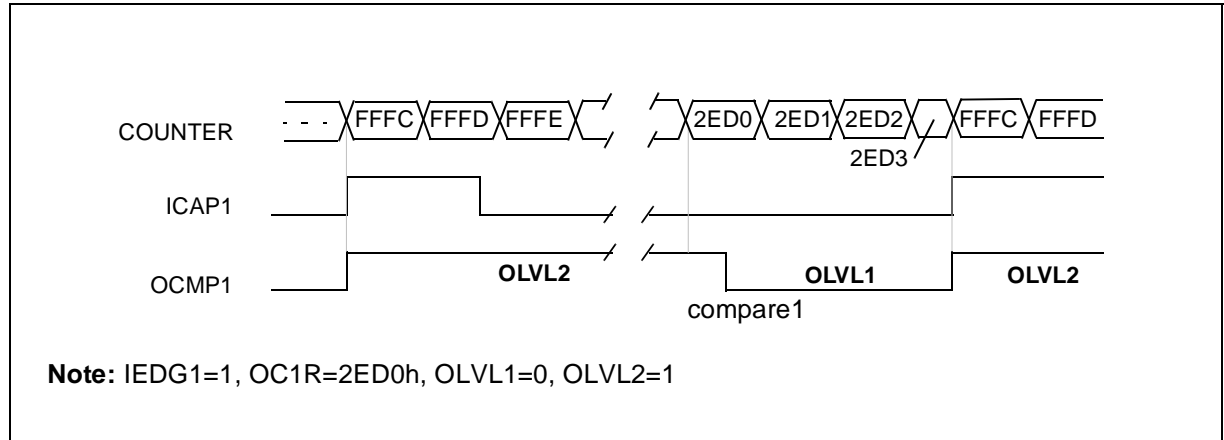 COUNTER
- - - FFFC FFFD FFFE 2ED0 2ED1 2ED2 FFFC FFFD
2ED3
ICAP1
OCMP1
OLVL2 OLVL1 OLVL2
compare1
Note: IEDG1=1, OC1R=2ED0h, OLVL1=0, OLVL2=1